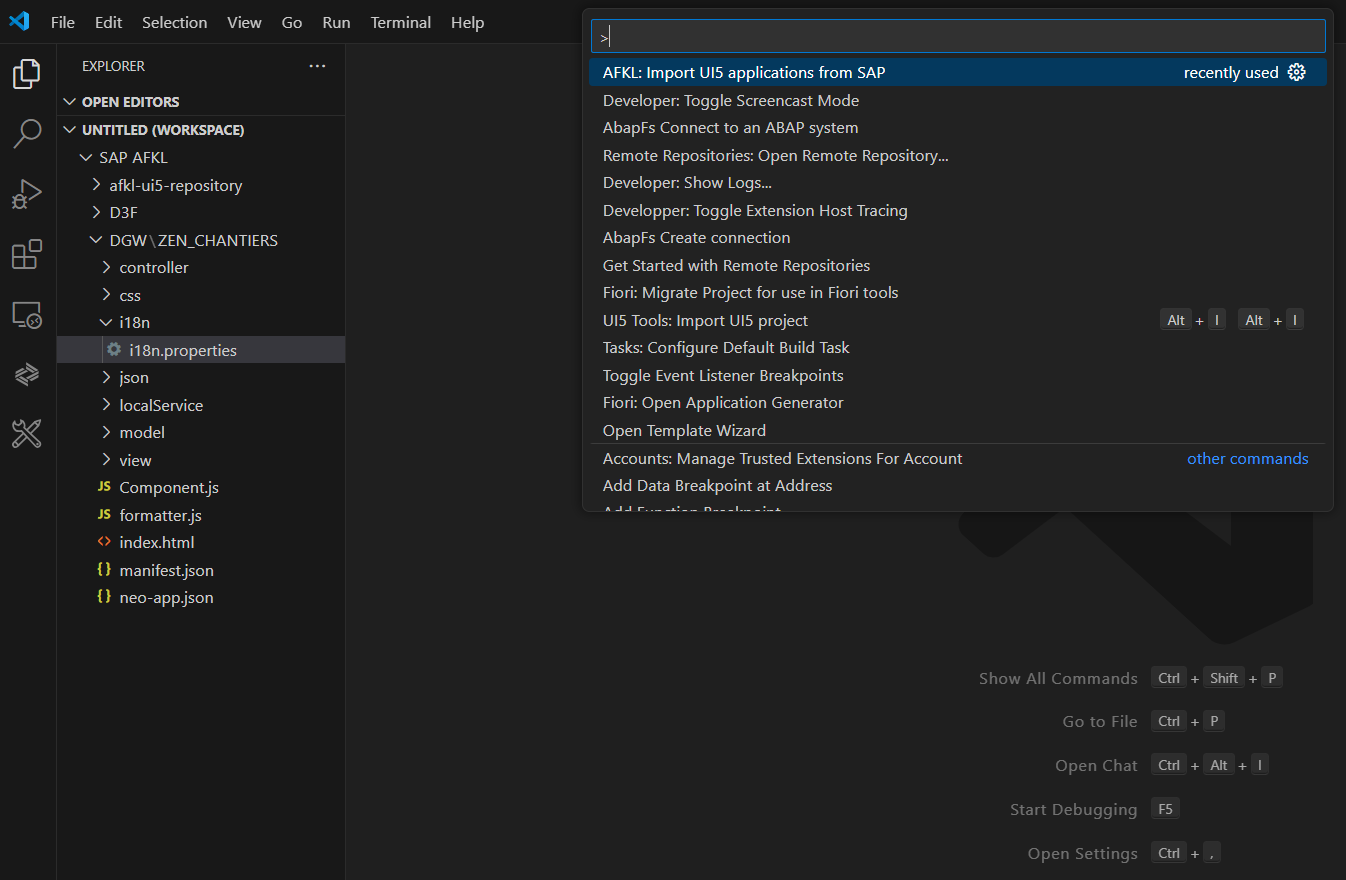 File Edit Selection View Go Run Terminal Help
EXPLORER
OPEN EDITORS
UNTITLED (WORKSPACE)
SAP AFKL
afkl-ui5-repository
D3F
DGW\ZEN_CHANTIERS
controller
css
i18n
i18n.properties
json
localService
model
view
JS Component.js
JS formatter.js
<> index.html
{} manifest.json
{} neo-app.json
>
AFKL: Import UI5 applications from SAP recently used
Developer: Toggle Screencast Mode
AbapFs Connect to an ABAP system
Remote Repositories: Open Remote Repository...
Developer: Show Logs...
Developper: Toggle Extension Host Tracing
AbapFs Create connection
Get Started with Remote Repositories
Fiori: Migrate Project for use in Fiori tools
UI5 Tools: Import UI5 project Alt + I Alt + I
Tasks: Configure Default Build Task
Toggle Event Listener Breakpoints
Fiori: Open Application Generator
Open Template Wizard
Accounts: Manage Trusted Extensions For Account other commands
Add Data Breakpoint at Address
Add Function Breakpoint
Show All Commands Ctrl + Shift + P
Go to File Ctrl + P
Open Chat Ctrl + Alt + I
Start Debugging F5
Open Settings Ctrl + ,